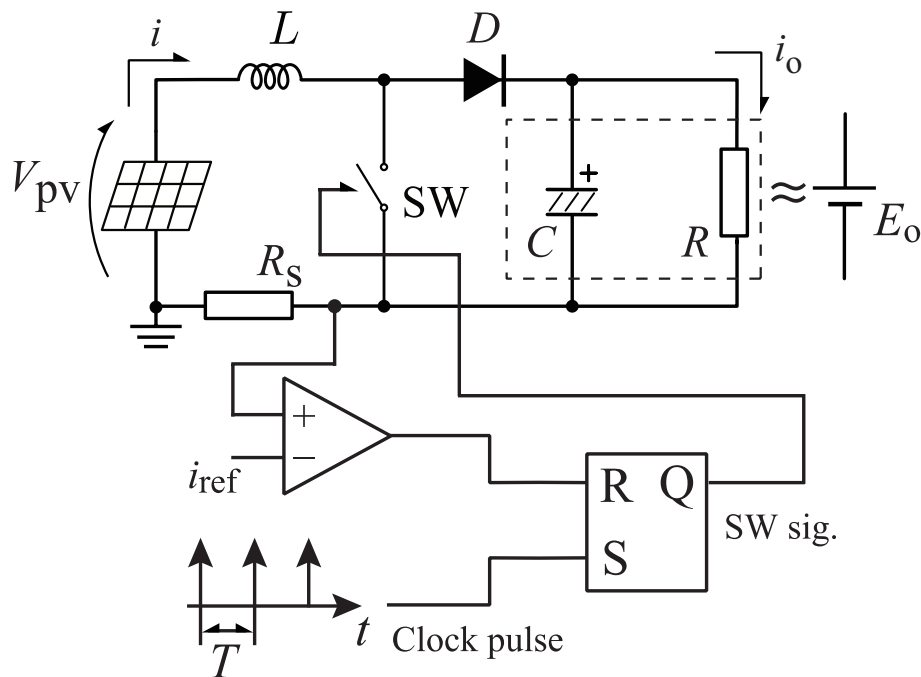 i
L
D
i_o
V_pv
SW
C
R
≈
E_o
R_S
+
+
−
i_ref
R Q
S
SW sig.
t
T
Clock pulse